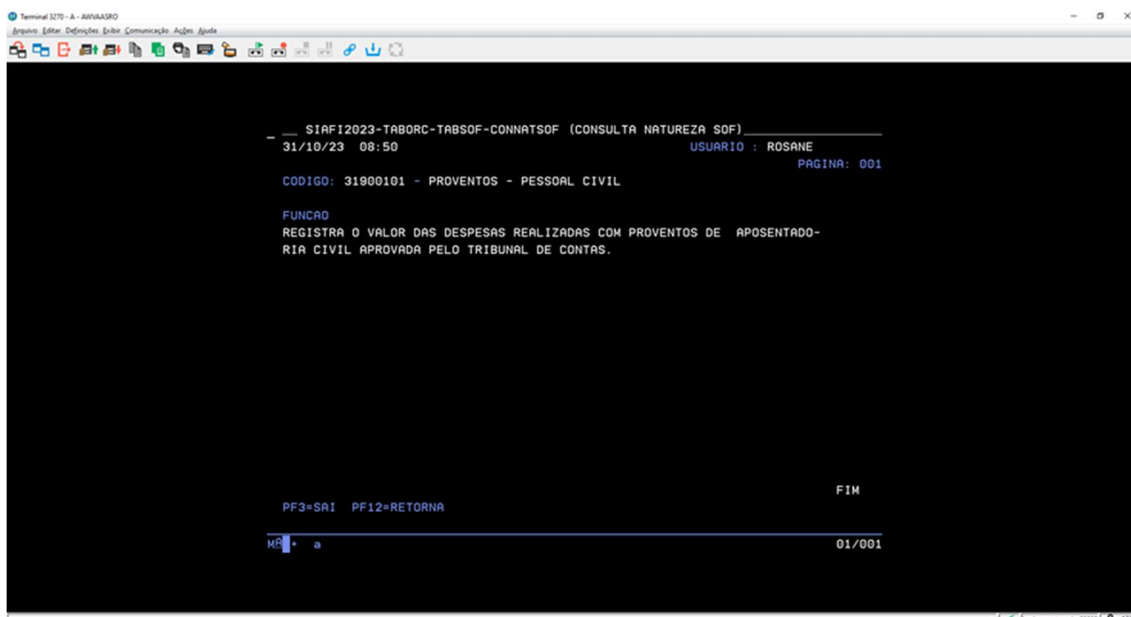 Terminal 3270 - A - AWVAASRO
Arquivo Editar Definições Exibir Comunicação Ações Ajuda
__ SIAFI2023-TABORC-TABSOF-CONNATSOF (CONSULTA NATUREZA SOF)__________________
31/10/23 08:50 USUARIO : ROSANE
PAGINA: 001
CODIGO: 31900101 - PROVENTOS - PESSOAL CIVIL
FUNCAO
REGISTRA O VALOR DAS DESPESAS REALIZADAS COM PROVENTOS DE APOSENTADO-
RIA CIVIL APROVADA PELO TRIBUNAL DE CONTAS.
FIM
PF3=SAI PF12=RETORNA
MA + a 01/001